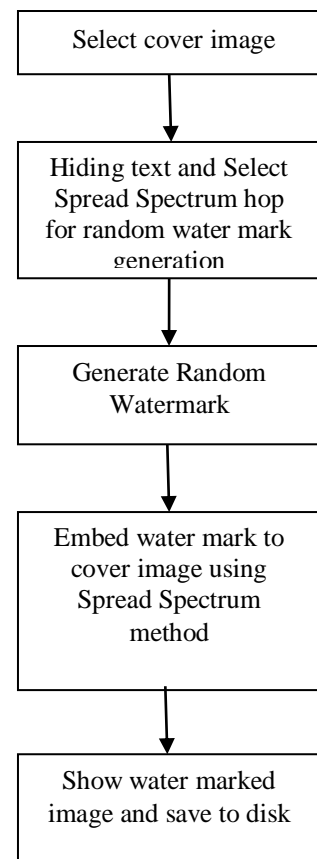 Select cover image
Hiding text and Select
Spread Spectrum hop
for random water mark
generation
Generate Random
Watermark
Embed water mark to
cover image using
Spread Spectrum
method
Show water marked
image and save to disk